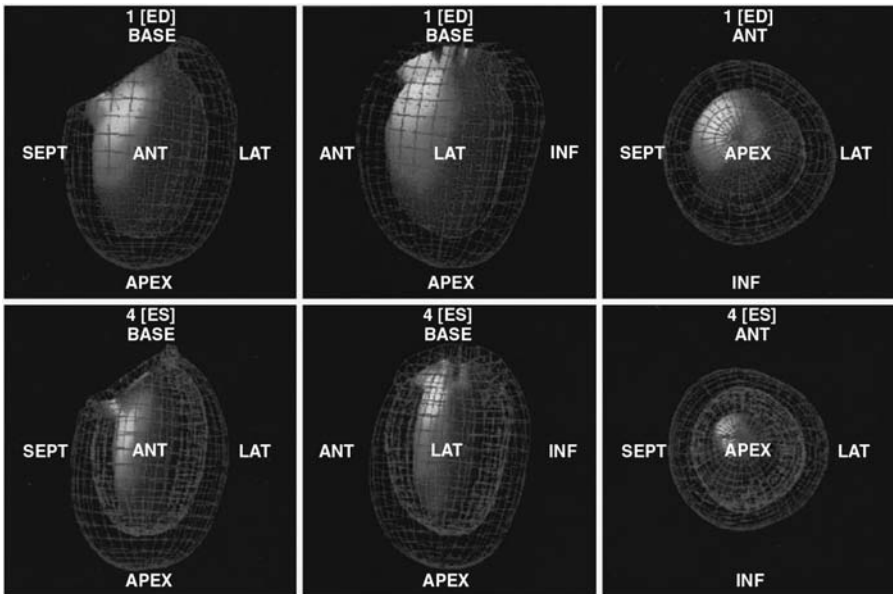 1 [ED]
BASE
SEPT ANT LAT
APEX
1 [ED]
BASE
ANT LAT INF
APEX
1 [ED]
ANT
SEPT APEX LAT
INF
4 [ES]
BASE
SEPT ANT LAT
APEX
4 [ES]
BASE
ANT LAT INF
APEX
4 [ES]
ANT
SEPT APEX LAT
INF